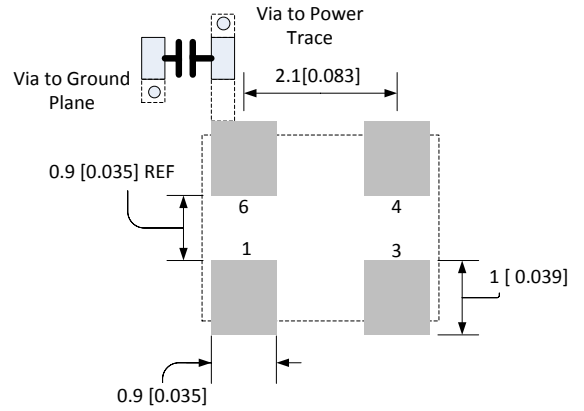 Via to Power
Trace
Via to Ground
Plane
2.1[0.083]
0.9 [0.035] REF
6
4
1
3
1 [ 0.039]
0.9 [0.035]